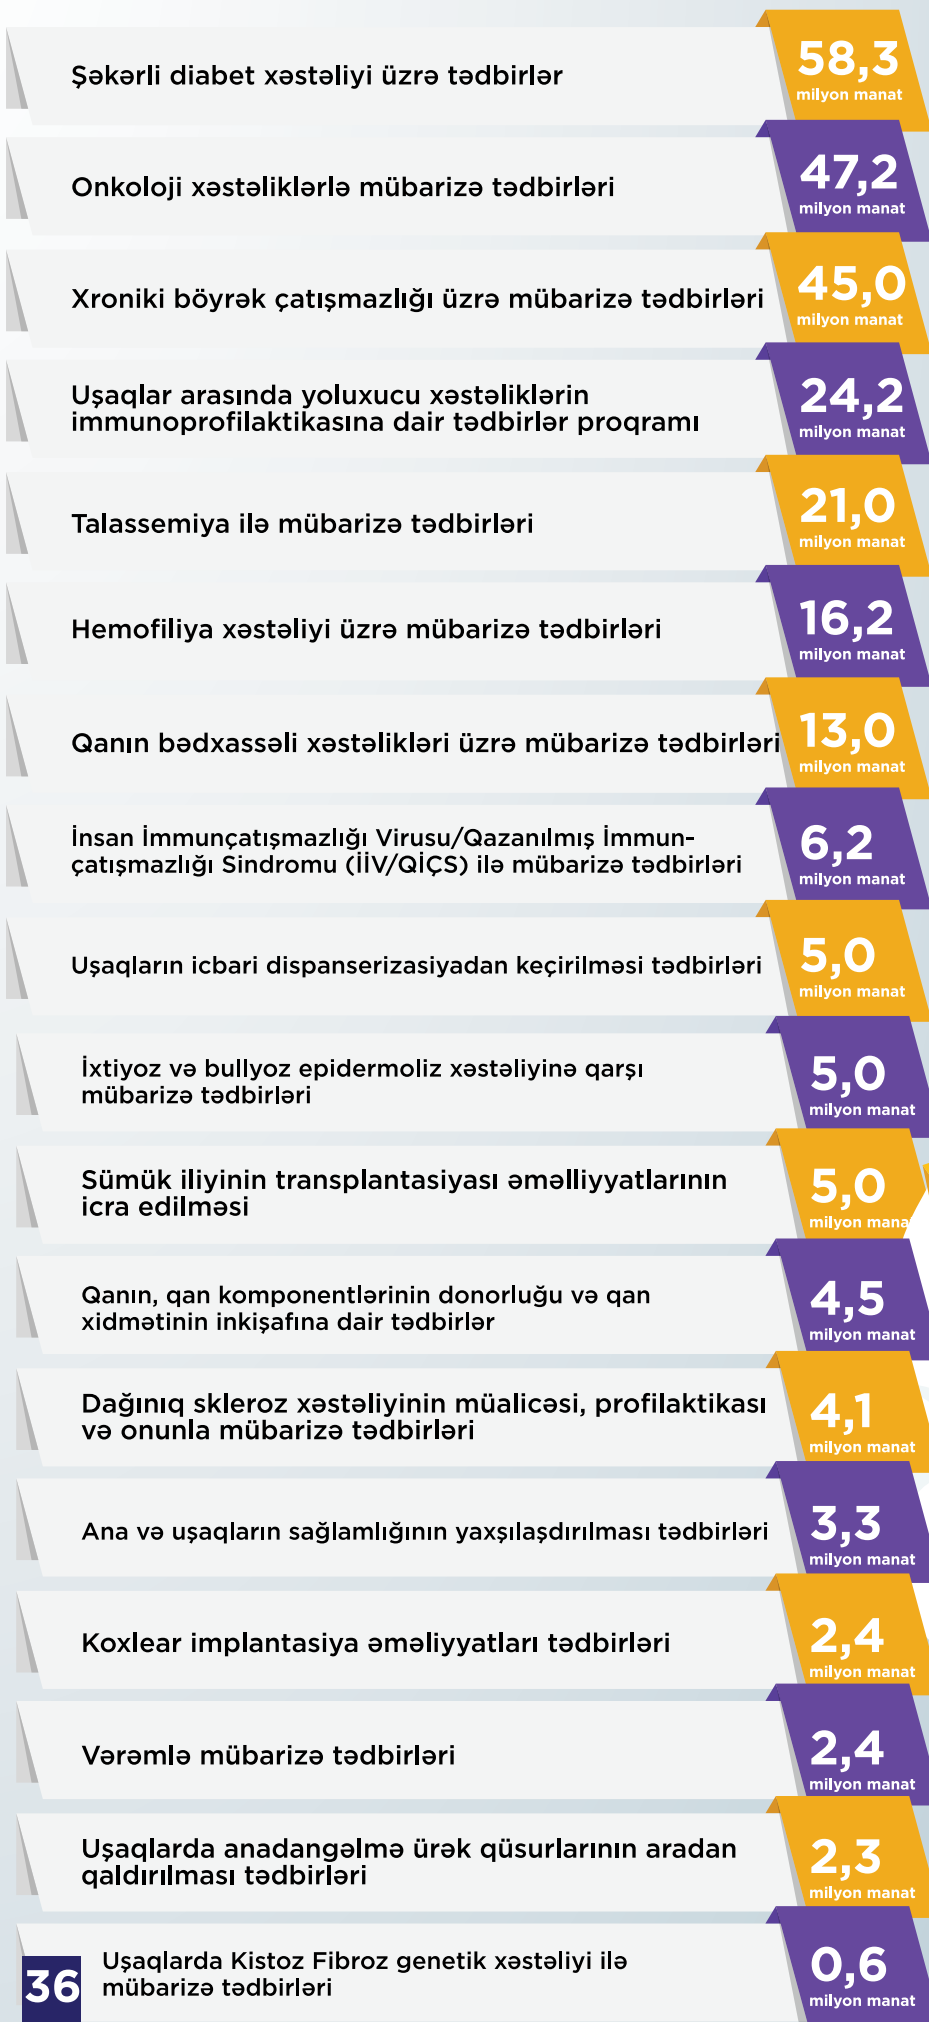 Şəkərli diabet xəstəliyi üzrə tədbirlər
58,3
milyon manat
Onkoloji xəstəliklərlə mübarizə tədbirləri
47,2
milyon manat
Xroniki böyrək çatışmazlığı üzrə mübarizə tədbirləri
45,0
milyon manat
Uşaqlar arasında yoluxucu xəstəliklərin
immunoprofilaktikasına dair tədbirlər proqramı
24,2
milyon manat
Talassemiya ilə mübarizə tədbirləri
21,0
milyon manat
Hemofiliya xəstəliyi üzrə mübarizə tədbirləri
16,2
milyon manat
Qanın bədxassəli xəstəlikləri üzrə mübarizə tədbirləri
13,0
milyon manat
İnsan İmmunçatışmazlığı Virusu/Qazanılmış İmmun-
çatışmazlığı Sindromu (İİV/QİÇS) ilə mübarizə tədbirləri
6,2
milyon manat
Uşaqların icbari dispanserizasiyadan keçirilməsi tədbirləri
5,0
milyon manat
İxtiyoz və bullyoz epidermoliz xəstəliyinə qarşı
mübarizə tədbirləri
5,0
milyon manat
Sümük iliyinin transplantasiyası əməlliyyatlarının
icra edilməsi
5,0
milyon mana
Qanın, qan komponentlərinin donorluğu və qan
xidmətinin inkişafına dair tədbirlər
4,5
milyon manat
Dağınıq skleroz xəstəliyinin müalicəsi, profilaktikası
və onunla mübarizə tədbirləri
4,1
milyon manat
Ana və uşaqların sağlamlığının yaxşılaşdırılması tədbirləri
3,3
milyon manat
Koxlear implantasiya əməliyyatları tədbirləri
2,4
milyon manat
Vərəmlə mübarizə tədbirləri
2,4
milyon manat
Uşaqlarda anadangəlmə ürək qüsurlarının aradan
qaldırılması tədbirləri
2,3
milyon manat
Uşaqlarda Kistoz Fibroz genetik xəstəliyi ilə
mübarizə tədbirləri
0,6
milyon manat
36